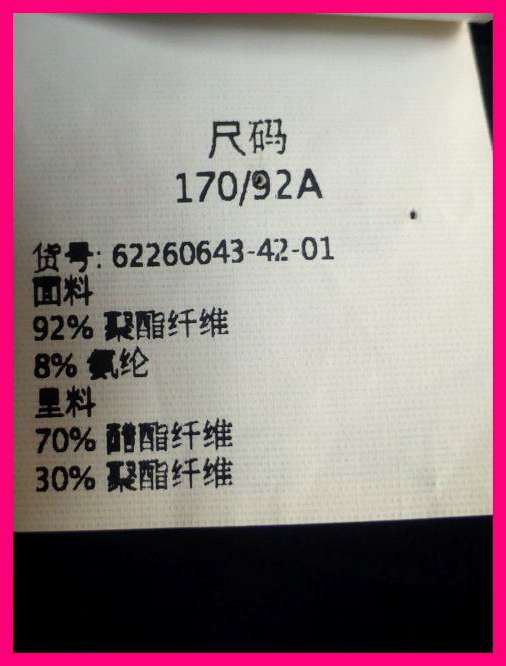 尺码
170/92A
货号: 62260643-42-01
面料
92% 聚酯纤维
8% 氨纶
里料
70% 醋酯纤维
30% 聚酯纤维